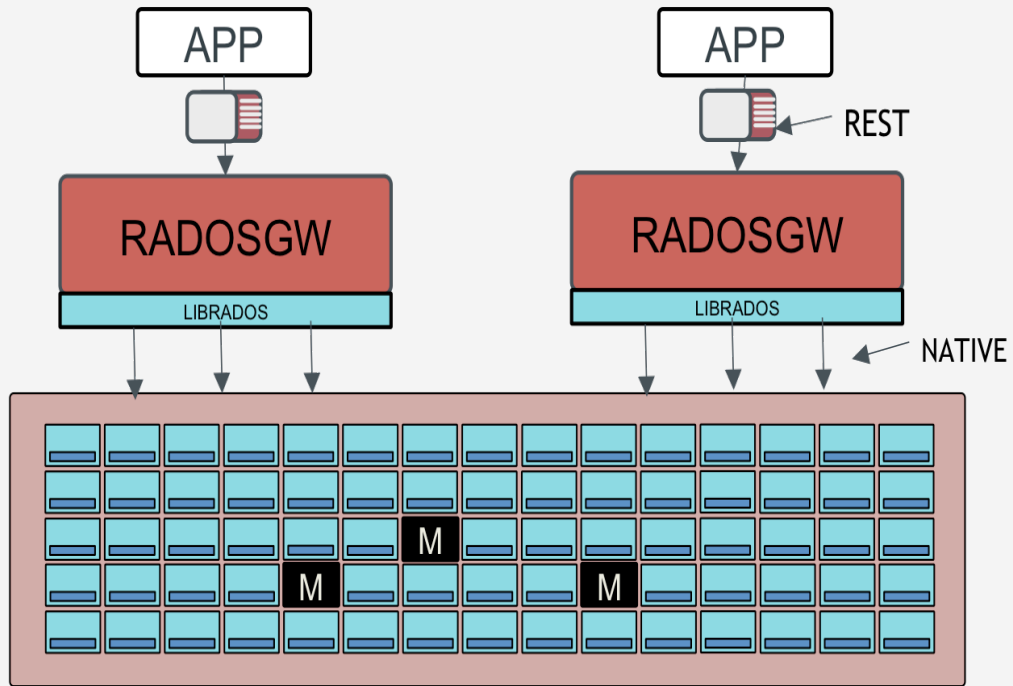 APP
APP
REST
RADOSGW
RADOSGW
LIBRADOS
LIBRADOS
NATIVE
M
M
M